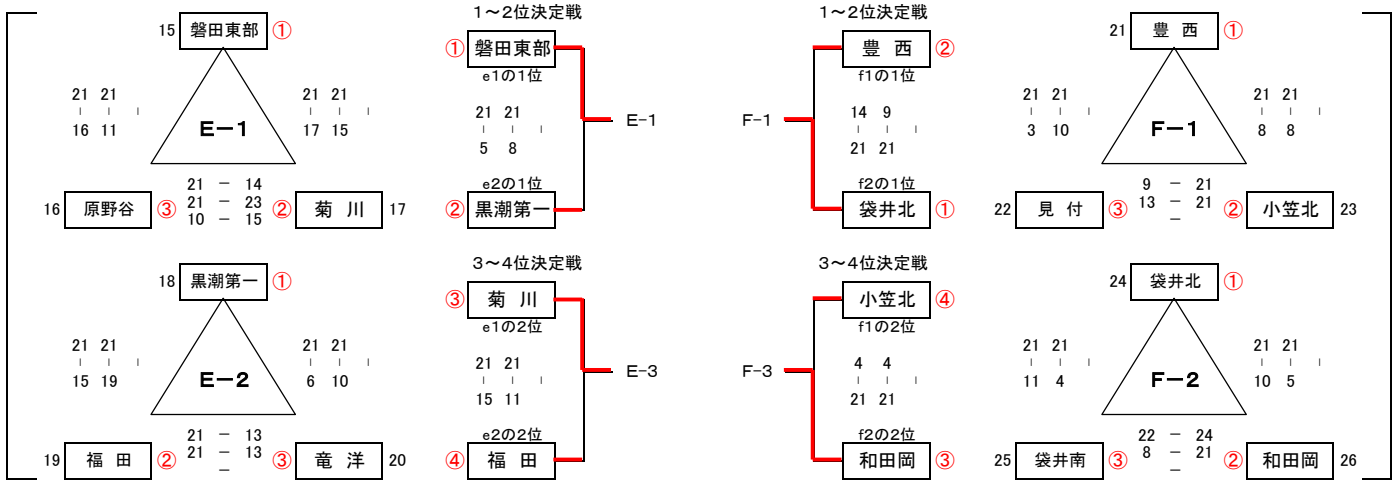 15 磐田東部 ①
21 21
16 11
21 21
17 15
E－1
21 － 14
21 － 23
10 － 15
16 原野谷 ③
② 菊 川 17
18 黒潮第一 ①
21 21
15 19
21 21
6 10
E－2
21 － 13
21 － 13
－
19 福 田 ②
③ 竜 洋 20
1～2位決定戦
① 磐田東部
e1の1位
21 21
5 8
E-1
e2の1位
② 黒潮第一
3～4位決定戦
③ 菊 川
e1の2位
21 21
15 11
E-3
e2の2位
④ 福 田
1～2位決定戦
豊 西 ②
f1の1位
14 9
21 21
F-1
f2の1位
袋井北 ①
3～4位決定戦
小笠北 ④
f1の2位
4 4
21 21
F-3
f2の2位
和田岡 ③
21 豊 西 ①
21 21
3 10
21 21
8 8
F－1
9 － 21
13 － 21
－
22 見 付 ③
② 小笠北 23
24 袋井北 ①
21 21
11 4
21 21
10 5
F－2
22 － 24
8 － 21
－
25 袋井南 ③
② 和田岡 26